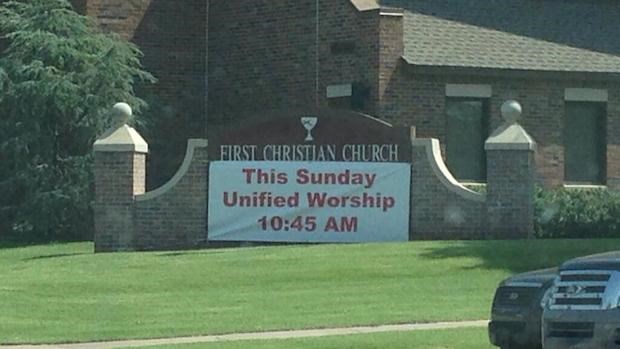 FIRST CHRISTIAN CHURCH
This Sunday
Unified Worship
10:45 AM